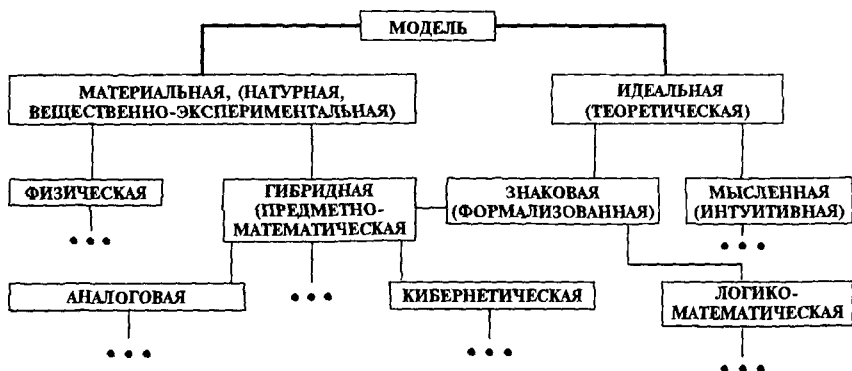 МОДЕЛЬ
МАТЕРИАЛЬНАЯ, (НАТУРНАЯ,
ВЕЩЕСТВЕННО-ЭКСПЕРИМЕНТАЛЬНАЯ)
ИДЕАЛЬНАЯ
(ТЕОРЕТИЧЕСКАЯ)
ФИЗИЧЕСКАЯ
ГИБРИДНАЯ
(ПРЕДМЕТНО-
МАТЕМАТИЧЕСКАЯ
ЗНАКОВАЯ
(ФОРМАЛИЗОВАННАЯ)
МЫСЛЕННАЯ
(ИНТУИТИВНАЯ)
• • •
• • •
АНАЛОГОВАЯ
• • •
КИБЕРНЕТИЧЕСКАЯ
ЛОГИКО-
МАТЕМАТИЧЕСКАЯ
• • •
• • •
• • •